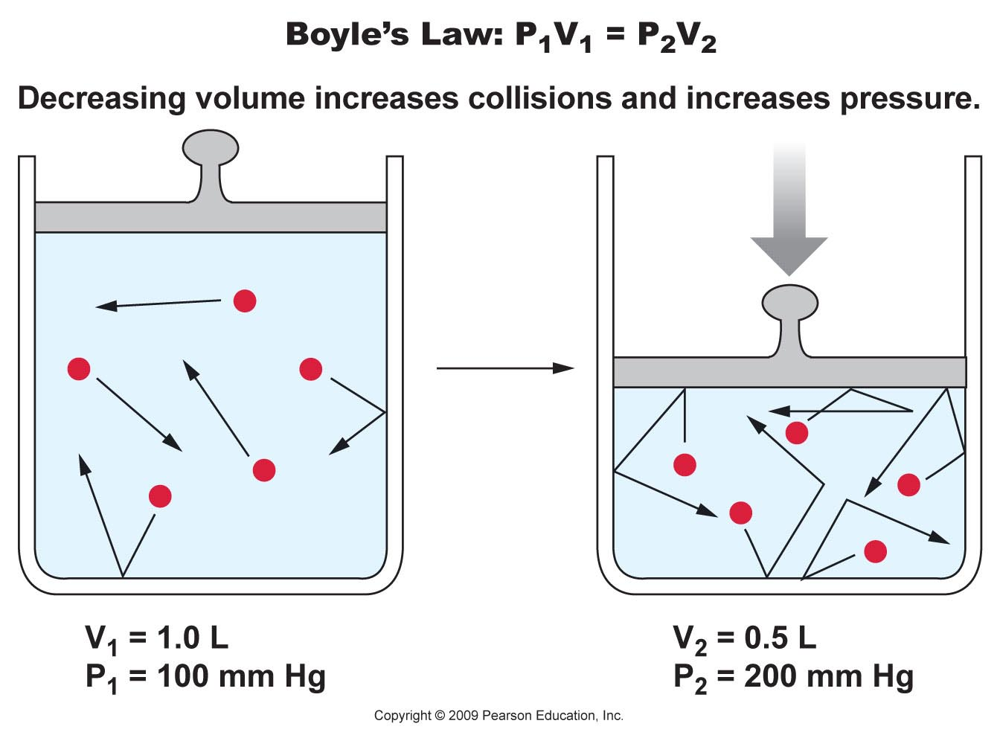 Boyle's Law: P₁V₁ = P₂V₂
Decreasing volume increases collisions and increases pressure.
V₁ = 1.0 L
P₁ = 100 mm Hg
V₂ = 0.5 L
P₂ = 200 mm Hg
Copyright © 2009 Pearson Education, Inc.